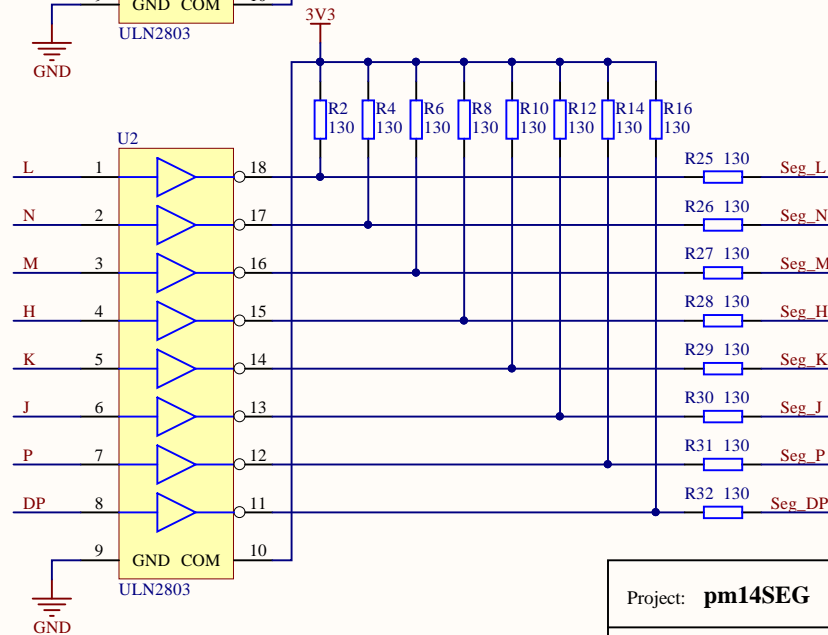 9 GND COM 10
ULN2803
GND
3V3
R2 R4 R6 R8 R10 R12 R14 R16
130 130 130 130 130 130 130 130
U2
L 1 18 R25 130 Seg_L
N 2 17 R26 130 Seg_N
M 3 16 R27 130 Seg_M
H 4 15 R28 130 Seg_H
K 5 14 R29 130 Seg_K
J 6 13 R30 130 Seg_J
P 7 12 R31 130 Seg_P
DP 8 11 R32 130 Seg_DP
9 GND COM 10
ULN2803
GND
Project: pm14SEG